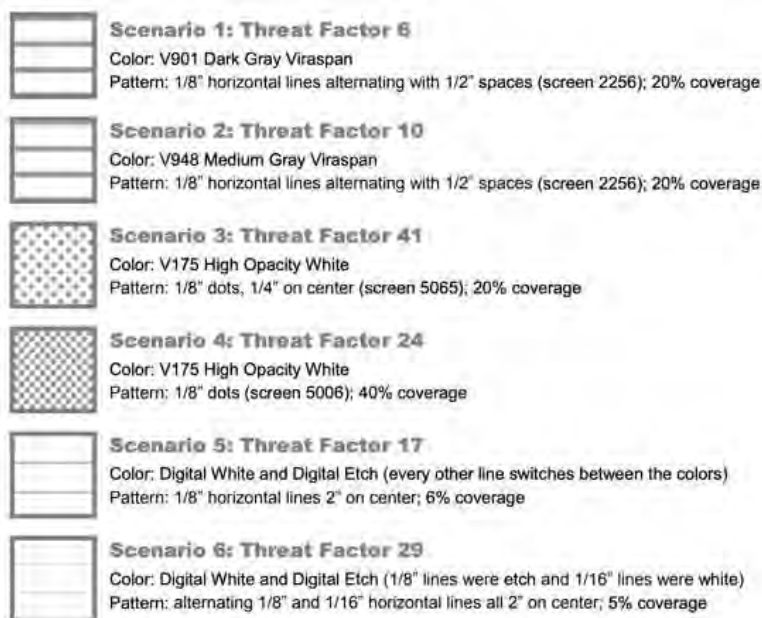 Scenario 1: Threat Factor 6
Color: V901 Dark Gray Viraspan
Pattern: 1/8" horizontal lines alternating with 1/2" spaces (screen 2256); 20% coverage
Scenario 2: Threat Factor 10
Color: V948 Medium Gray Viraspan
Pattern: 1/8" horizontal lines alternating with 1/2" spaces (screen 2256); 20% coverage
Scenario 3: Threat Factor 41
Color: V175 High Opacity White
Pattern: 1/8" dots, 1/4" on center (screen 5065); 20% coverage
Scenario 4: Threat Factor 24
Color: V175 High Opacity White
Pattern: 1/8" dots (screen 5006); 40% coverage
Scenario 5: Threat Factor 17
Color: Digital White and Digital Etch (every other line switches between the colors)
Pattern: 1/8" horizontal lines 2" on center; 6% coverage
Scenario 6: Threat Factor 29
Color: Digital White and Digital Etch (1/8" lines were etch and 1/16" lines were white)
Pattern: alternating 1/8" and 1/16" horizontal lines all 2" on center; 5% coverage